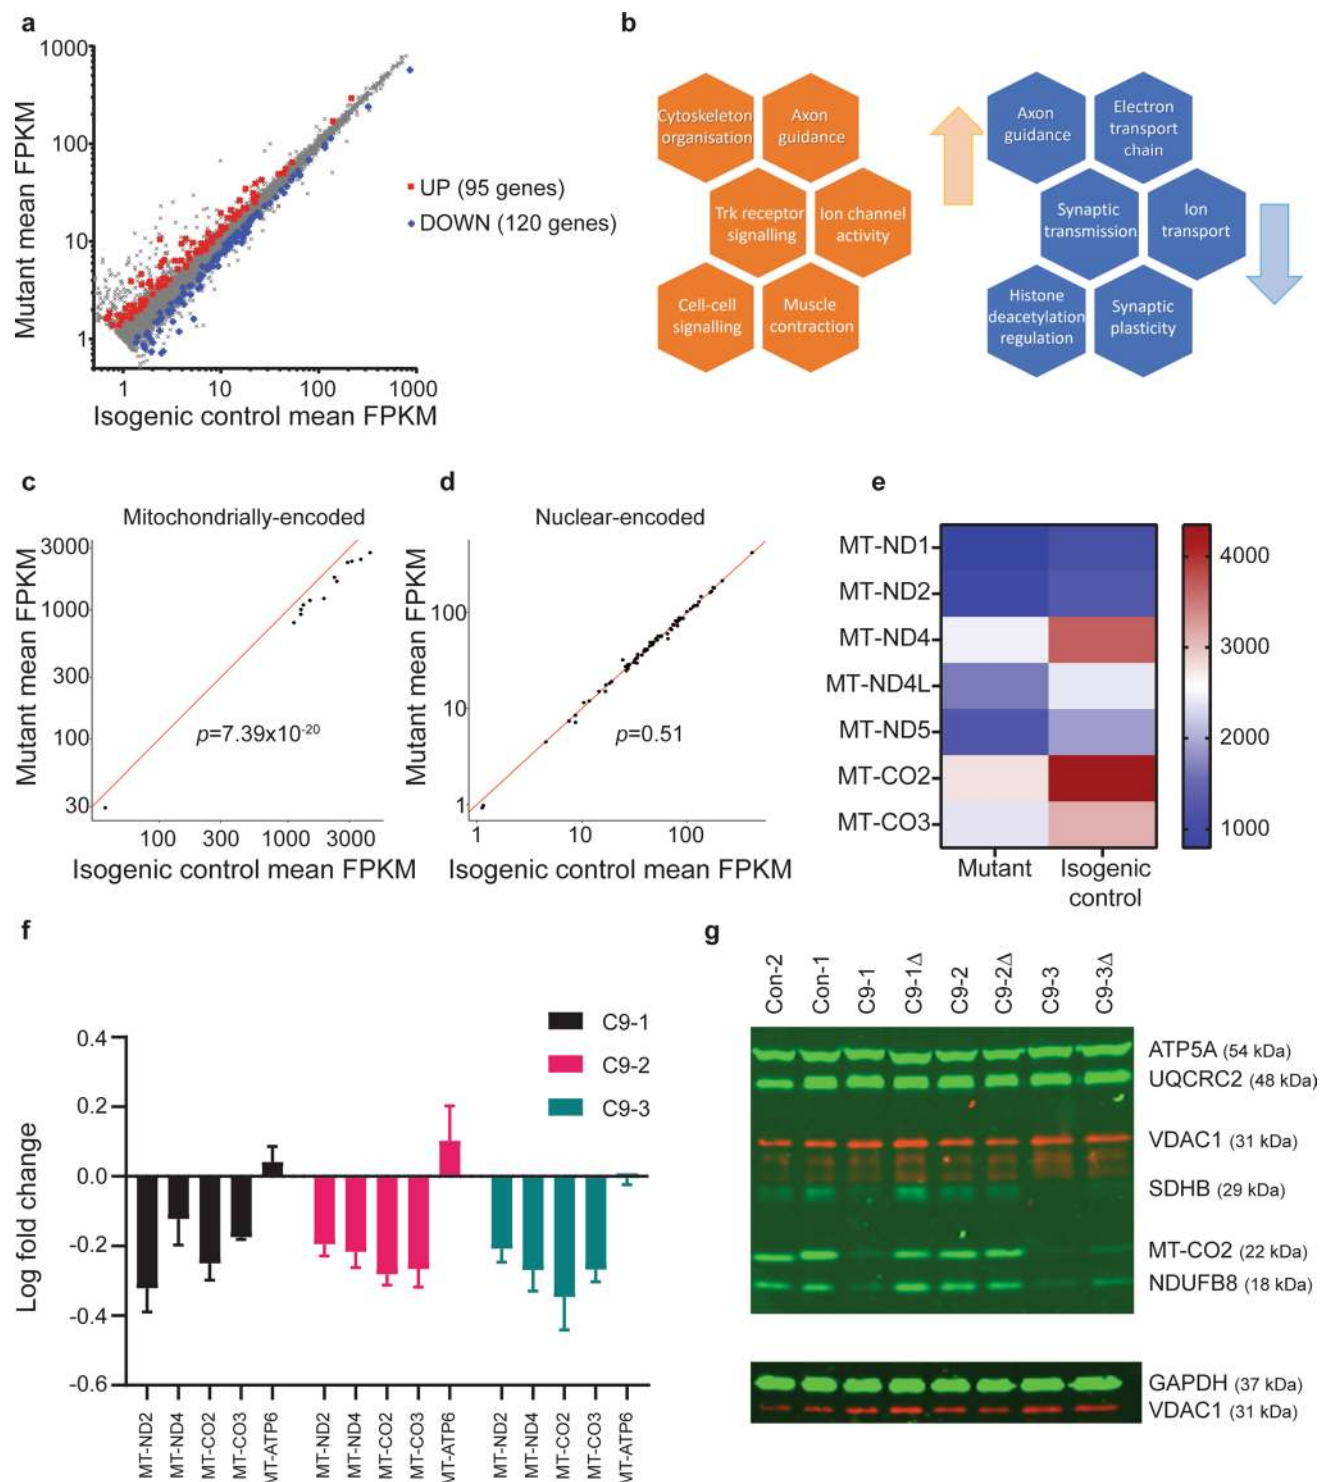 a
1000
100
10
1
Mutant mean FPKM
1 10 100 1000
Isogenic control mean FPKM
UP (95 genes)
DOWN (120 genes)
b
Cytoskeleton
organisation
Axon
guidance
Trk receptor
signalling
Ion channel
activity
Cell-cell
signalling
Muscle
contraction
Axon
guidance
Electron
transport
chain
Synaptic
transmission
Ion
transport
Histone
deacetylation
regulation
Synaptic
plasticity
c
Mitochondrially-encoded
3000
1000
300
100
30
Mutant mean FPKM
p=7.39x10-20
100 300 1000 3000
Isogenic control mean FPKM
d
Nuclear-encoded
100
10
1
Mutant mean FPKM
p=0.51
1 10 100
Isogenic control mean FPKM
e
MT-ND1
MT-ND2
MT-ND4
MT-ND4L
MT-ND5
MT-CO2
MT-CO3
Mutant
Isogenic
control
4000
3000
2000
1000
f
0.4
0.2
0.0
-0.2
-0.4
-0.6
Log fold change
C9-1
C9-2
C9-3
MT-ND2
MT-ND4
MT-CO2
MT-CO3
MT-ATP6
MT-ND2
MT-ND4
MT-CO2
MT-CO3
MT-ATP6
MT-ND2
MT-ND4
MT-CO2
MT-CO3
MT-ATP6
g
Con-2
Con-1
C9-1
C9-1Δ
C9-2
C9-2Δ
C9-3
C9-3Δ
ATP5A (54 kDa)
UQCRC2 (48 kDa)
VDAC1 (31 kDa)
SDHB (29 kDa)
MT-CO2 (22 kDa)
NDUFB8 (18 kDa)
GAPDH (37 kDa)
VDAC1 (31 kDa)